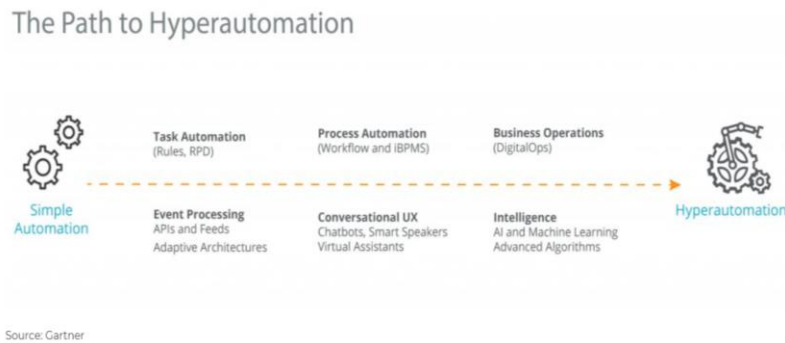 The Path to Hyperautomation
Task Automation
(Rules, RPD)
Process Automation
(Workflow and iBPMS)
Business Operations
(DigitalOps)
Simple
Automation
Event Processing
APIs and Feeds
Adaptive Architectures
Conversational UX
Chatbots, Smart Speakers
Virtual Assistants
Intelligence
AI and Machine Learning
Advanced Algorithms
Hyperautomation
Source: Gartner